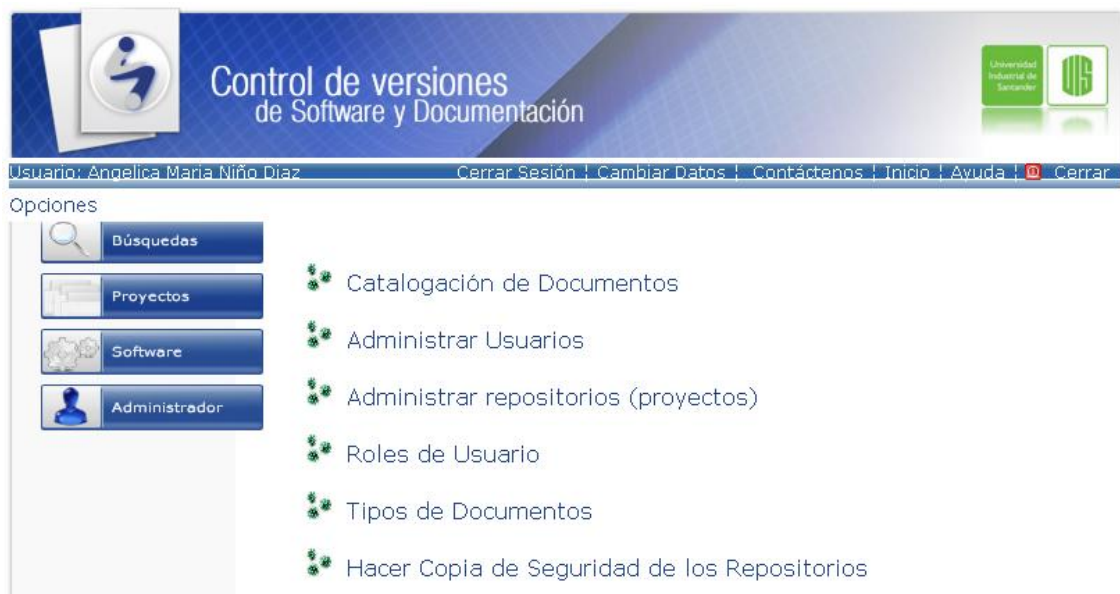 Control de versiones
de Software y Documentación
Universidad
Industrial de
Santander
UIS
Usuario: Angelica Maria Niño Diaz
Cerrar Sesión ¦ Cambiar Datos ¦ Contáctenos ¦ Inicio ¦ Ayuda ¦ Cerrar
Opciones
Búsquedas
Proyectos
Software
Administrador
Catalogación de Documentos
Administrar Usuarios
Administrar repositorios (proyectos)
Roles de Usuario
Tipos de Documentos
Hacer Copia de Seguridad de los Repositorios